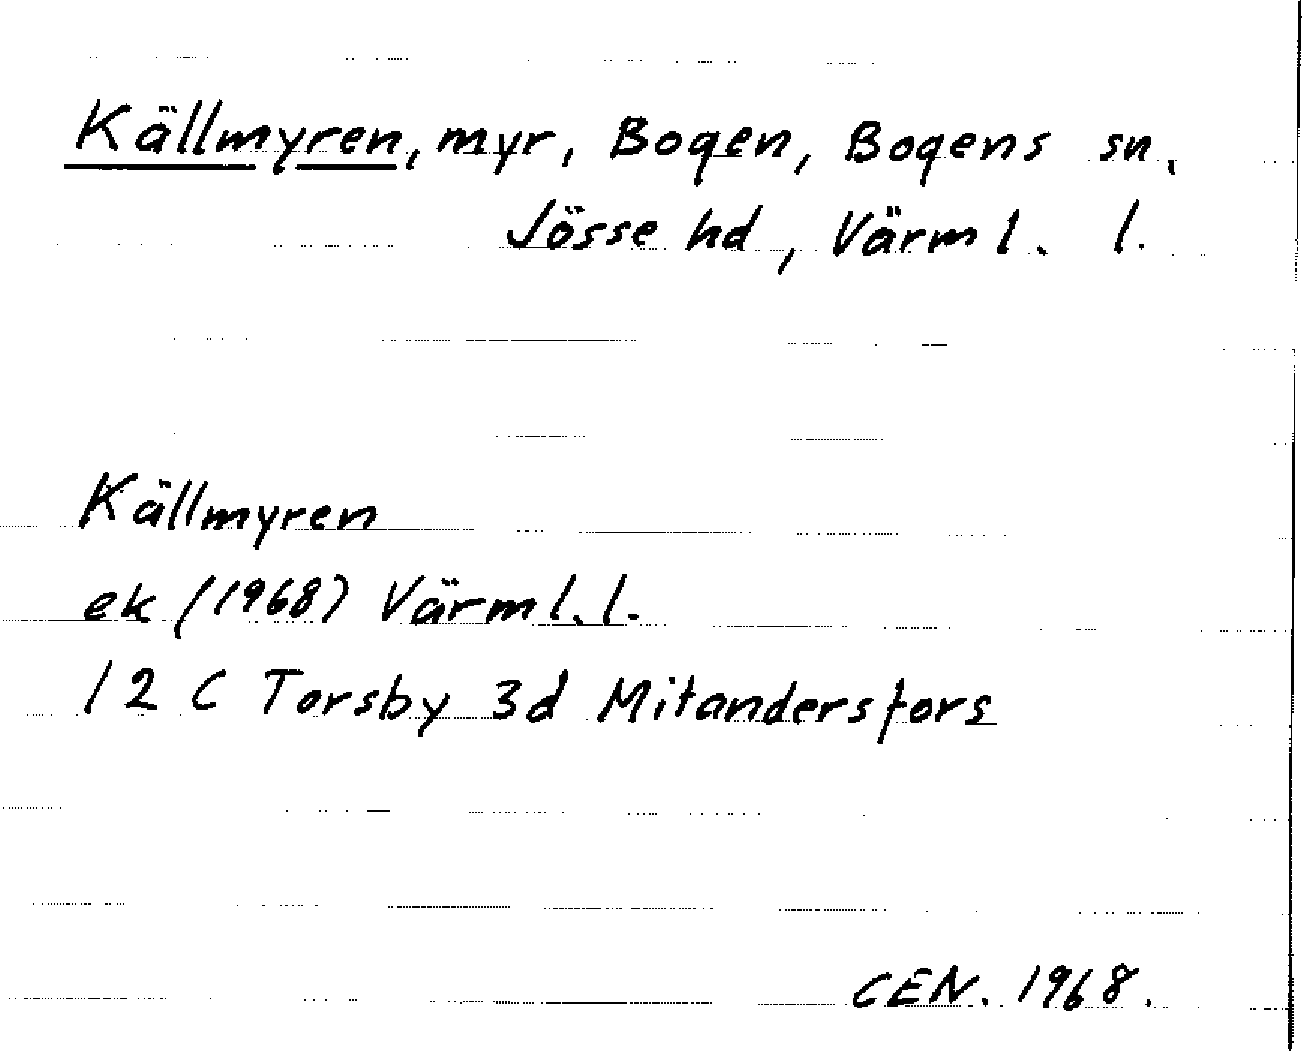 Källmyren, myr, Bogen, Bogens sn.
Jösse hd, Värml. l.
Källmyren
ek (1968) Värml. l.
12 C Torsby 3d Mitandersfors
CEN. 1968.